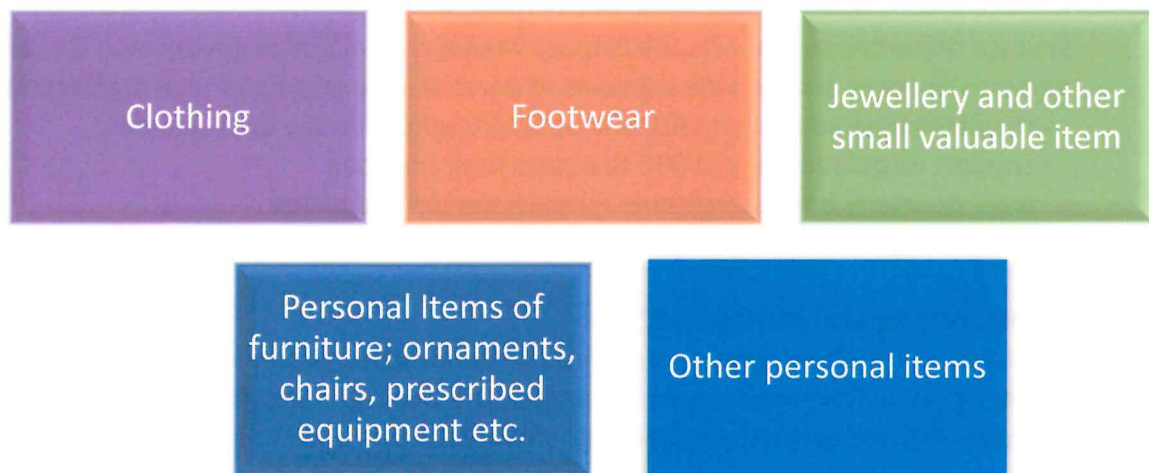 Clothing
Footwear
Jewellery and other
small valuable item
Personal Items of
furniture; ornaments,
chairs, prescribed
equipment etc.
Other personal items